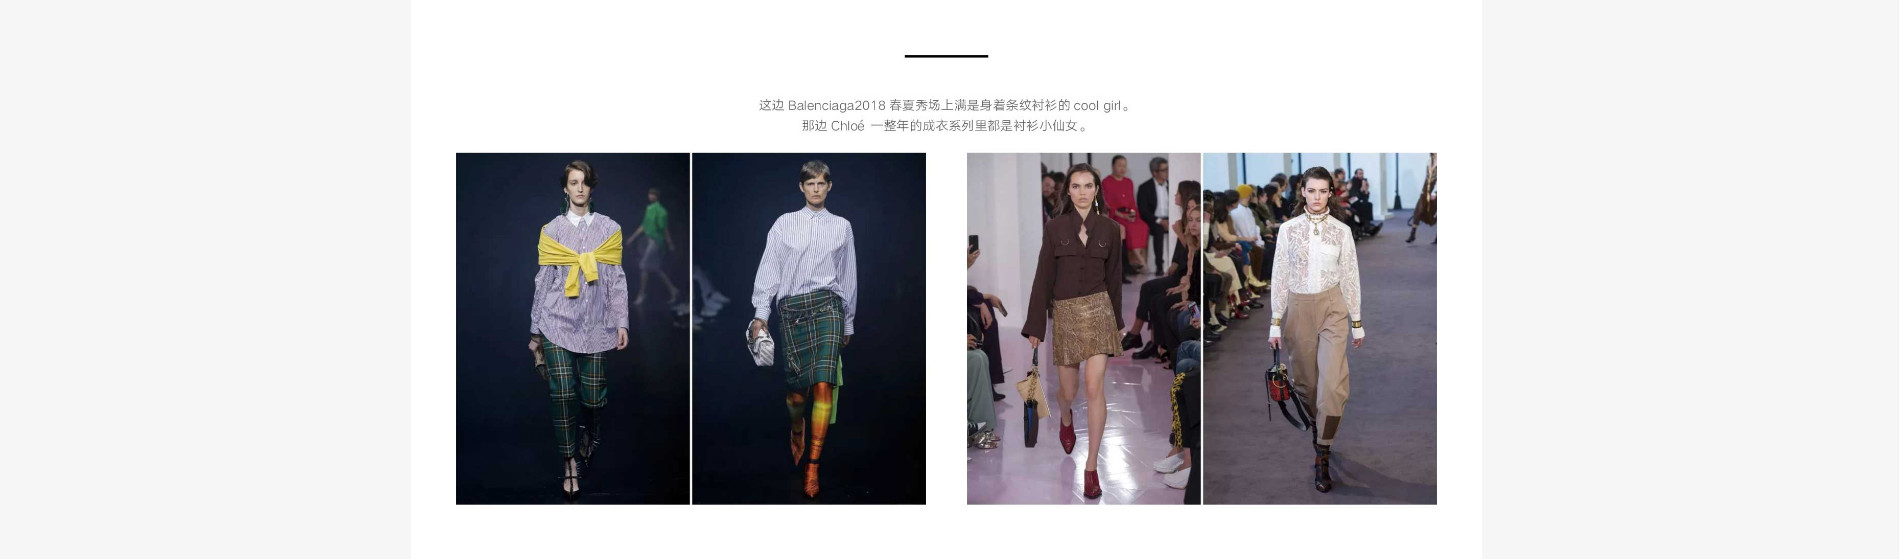 这边 Balenciaga2018 春夏秀场上满是身着条纹衬衫的 cool girl。
那边 Chloé 一整年的成衣系列里都是衬衫小仙女。